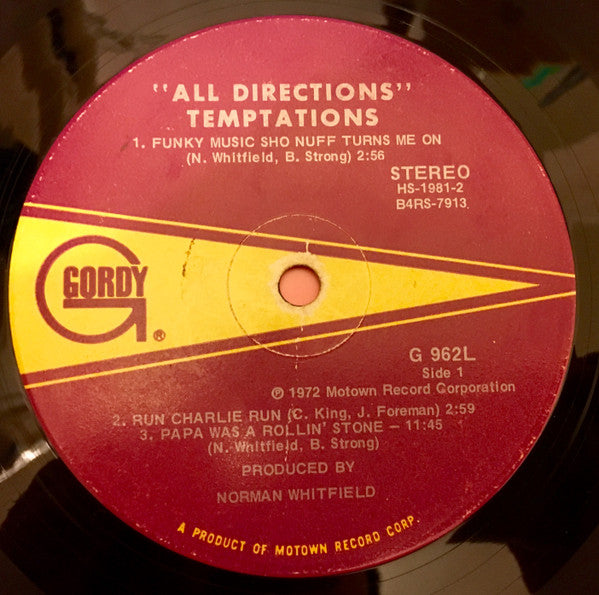 "ALL DIRECTIONS"
TEMPTATIONS
1. FUNKY MUSIC SHO NUFF TURNS ME ON
(N. Whitfield, B. Strong) 2:56
STEREO
HS-1981-2
B4RS-7913
GORDY
®
G 962L
Side 1
℗ 1972 Motown Record Corporation
2. RUN CHARLIE RUN (C. King, J. Foreman) 2:59
3. PAPA WAS A ROLLIN' STONE – 11:45
(N. Whitfield, B. Strong)
PRODUCED BY
NORMAN WHITFIELD
A PRODUCT OF MOTOWN RECORD CORP.